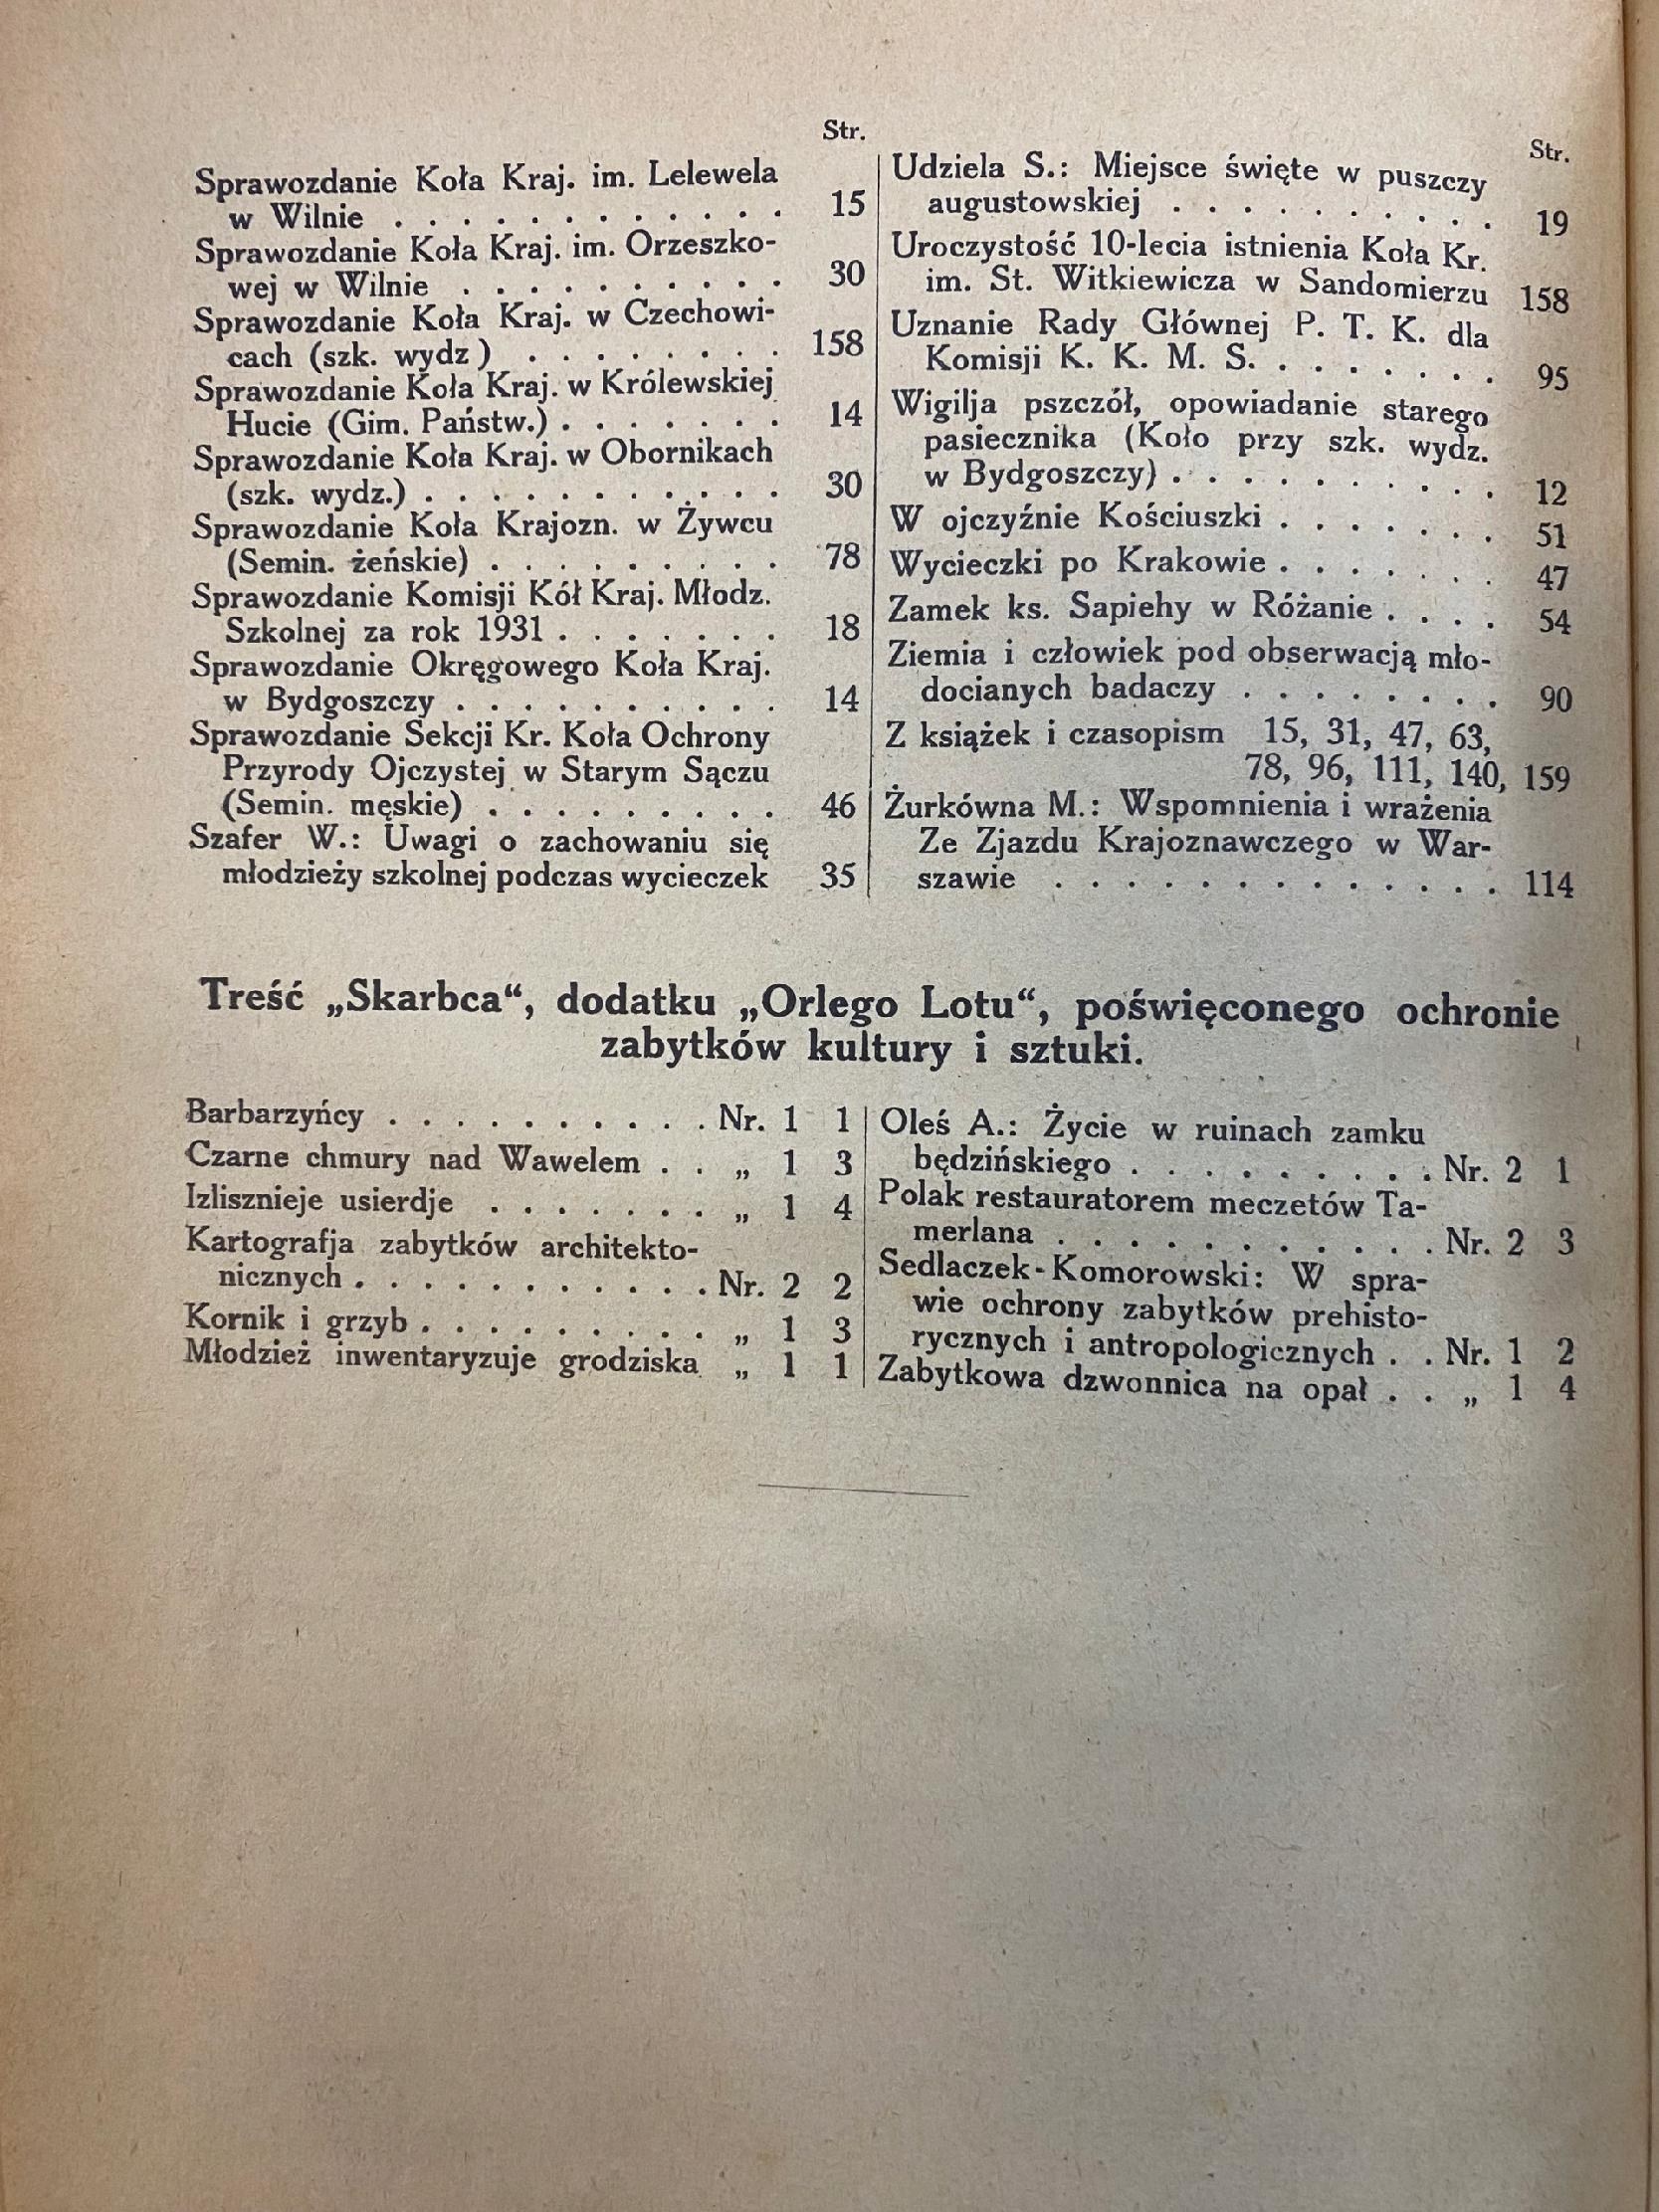 Str.
Sprawozdanie Koła Kraj. im. Lelewela
w Wilnie . . . . . . . . . . . . 15
Sprawozdanie Koła Kraj. im. Orzeszko-
wej w Wilnie . . . . . . . . . . 30
Sprawozdanie Koła Kraj. w Czechowi-
cach (szk. wydz ) . . . . . . . . 158
Sprawozdanie Koła Kraj. w Królewskiej
Hucie (Gim. Państw.) . . . . . . . 14
Sprawozdanie Koła Kraj. w Obornikach
(szk. wydz.) . . . . . . . . . . . 30
Sprawozdanie Koła Krajozn. w Żywcu
(Semin. żeńskie) . . . . . . . . . 78
Sprawozdanie Komisji Kół Kraj. Młodz.
Szkolnej za rok 1931 . . . . . . . 18
Sprawozdanie Okręgowego Koła Kraj.
w Bydgoszczy . . . . . . . . . . 14
Sprawozdanie Sekcji Kr. Koła Ochrony
Przyrody Ojczystej w Starym Sączu
(Semin. męskie) . . . . . . . . . 46
Szafer W.: Uwagi o zachowaniu się
młodzieży szkolnej podczas wycieczek 35
Str.
Udziela S.: Miejsce święte w puszczy
augustowskiej . . . . . . . . . . 19
Uroczystość 10-lecia istnienia Koła Kr.
im. St. Witkiewicza w Sandomierzu 158
Uznanie Rady Głównej P. T. K. dla
Komisji K. K. M. S. . . . . . . . 95
Wigilja pszczół, opowiadanie starego
pasiecznika (Koło przy szk. wydz.
w Bydgoszczy) . . . . . . . . . . 12
W ojczyźnie Kościuszki . . . . . . 51
Wycieczki po Krakowie . . . . . . . 47
Zamek ks. Sapiehy w Różanie . . . . 54
Ziemia i człowiek pod obserwacją mło-
docianych badaczy . . . . . . . . 90
Z książek i czasopism 15, 31, 47, 63,
78, 96, 111, 140, 159
Żurkówna M.: Wspomnienia i wrażenia
Ze Zjazdu Krajoznawczego w War-
szawie . . . . . . . . . . . . . 114
Treść „Skarbca“, dodatku „Orlego Lotu“, poświęconego ochronie
zabytków kultury i sztuki.
Barbarzyńcy . . . . . . . . . . Nr. 1 1
Czarne chmury nad Wawelem . . „ 1 3
Izlisznieje usierdje . . . . . . . „ 1 4
Kartografja zabytków architekto-
nicznych . . . . . . . . . . . Nr. 2 2
Kornik i grzyb . . . . . . . . . „ 1 3
Młodzież inwentaryzuje grodziska „ 1 1
Oleś A.: Życie w ruinach zamku
będzińskiego . . . . . . . . . Nr. 2 1
Polak restauratorem meczetów Ta-
merlana . . . . . . . . . . . Nr. 2 3
Sedlaczek-Komorowski: W spra-
wie ochrony zabytków prehisto-
rycznych i antropologicznych . . Nr. 1 2
Zabytkowa dzwonnica na opał . . „ 1 4